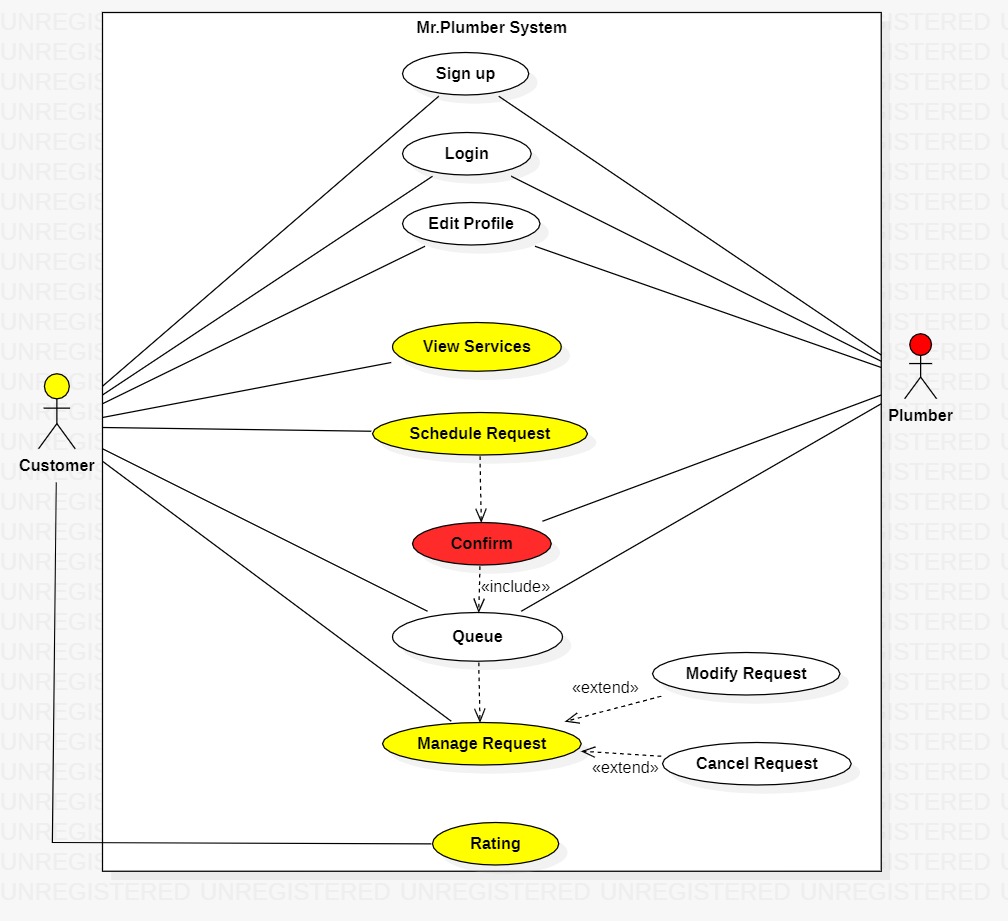 Mr.Plumber System
Sign up
Login
Edit Profile
View Services
Schedule Request
Customer
Plumber
Confirm
«include»
Queue
«extend»
Modify Request
Manage Request
«extend»
Cancel Request
Rating
UNREGISTERED UNREGISTERED UNREGISTERED UNREGISTERED UNREGISTERED